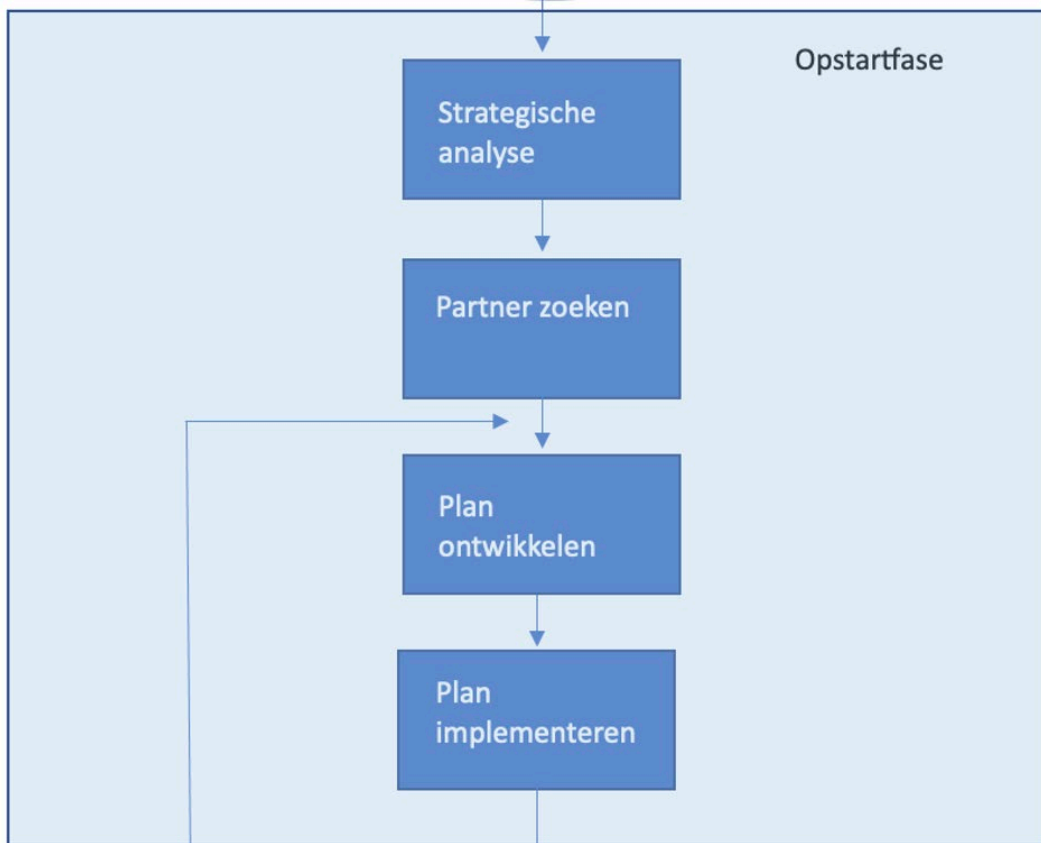 Opstartfase
Strategische
analyse
Partner zoeken
Plan
ontwikkelen
Plan
implementeren